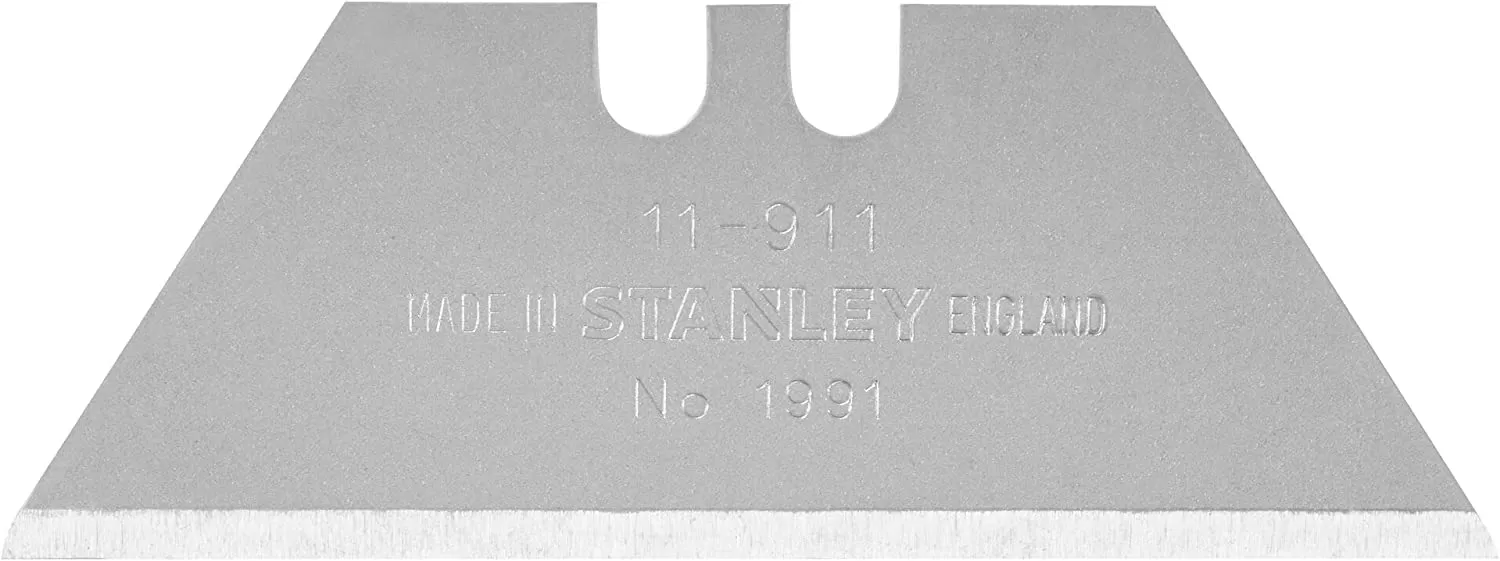 11-911
MADE IN STANLEY ENGLAND
No 1991